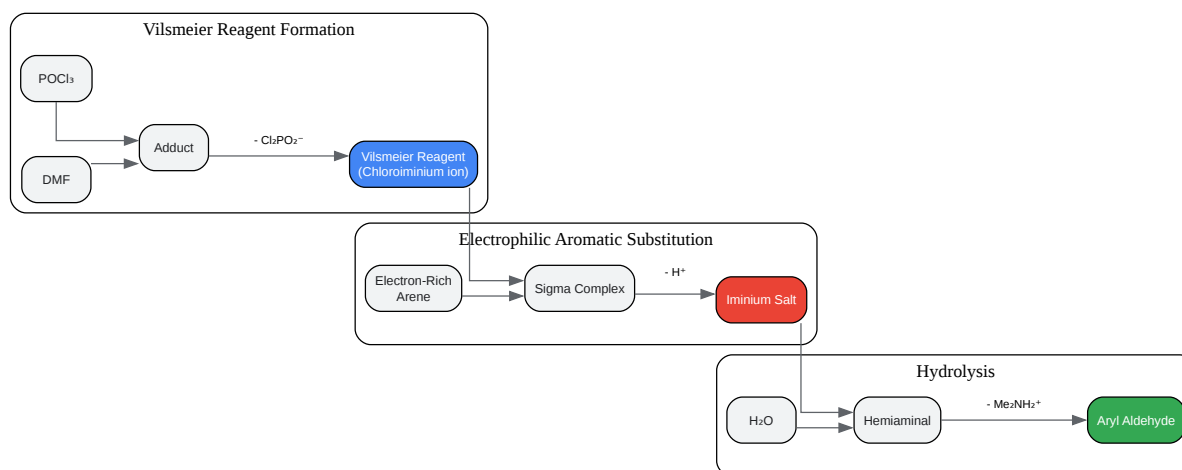 Vilsmeier Reagent Formation
POCl₃
DMF
Adduct
- Cl₂PO₂⁻
Vilsmeier Reagent
(Chloroiminium ion)
Electrophilic Aromatic Substitution
Electron-Rich
Arene
Sigma Complex
- H⁺
Iminium Salt
Hydrolysis
H₂O
Hemiaminal
- Me₂NH₂⁺
Aryl Aldehyde